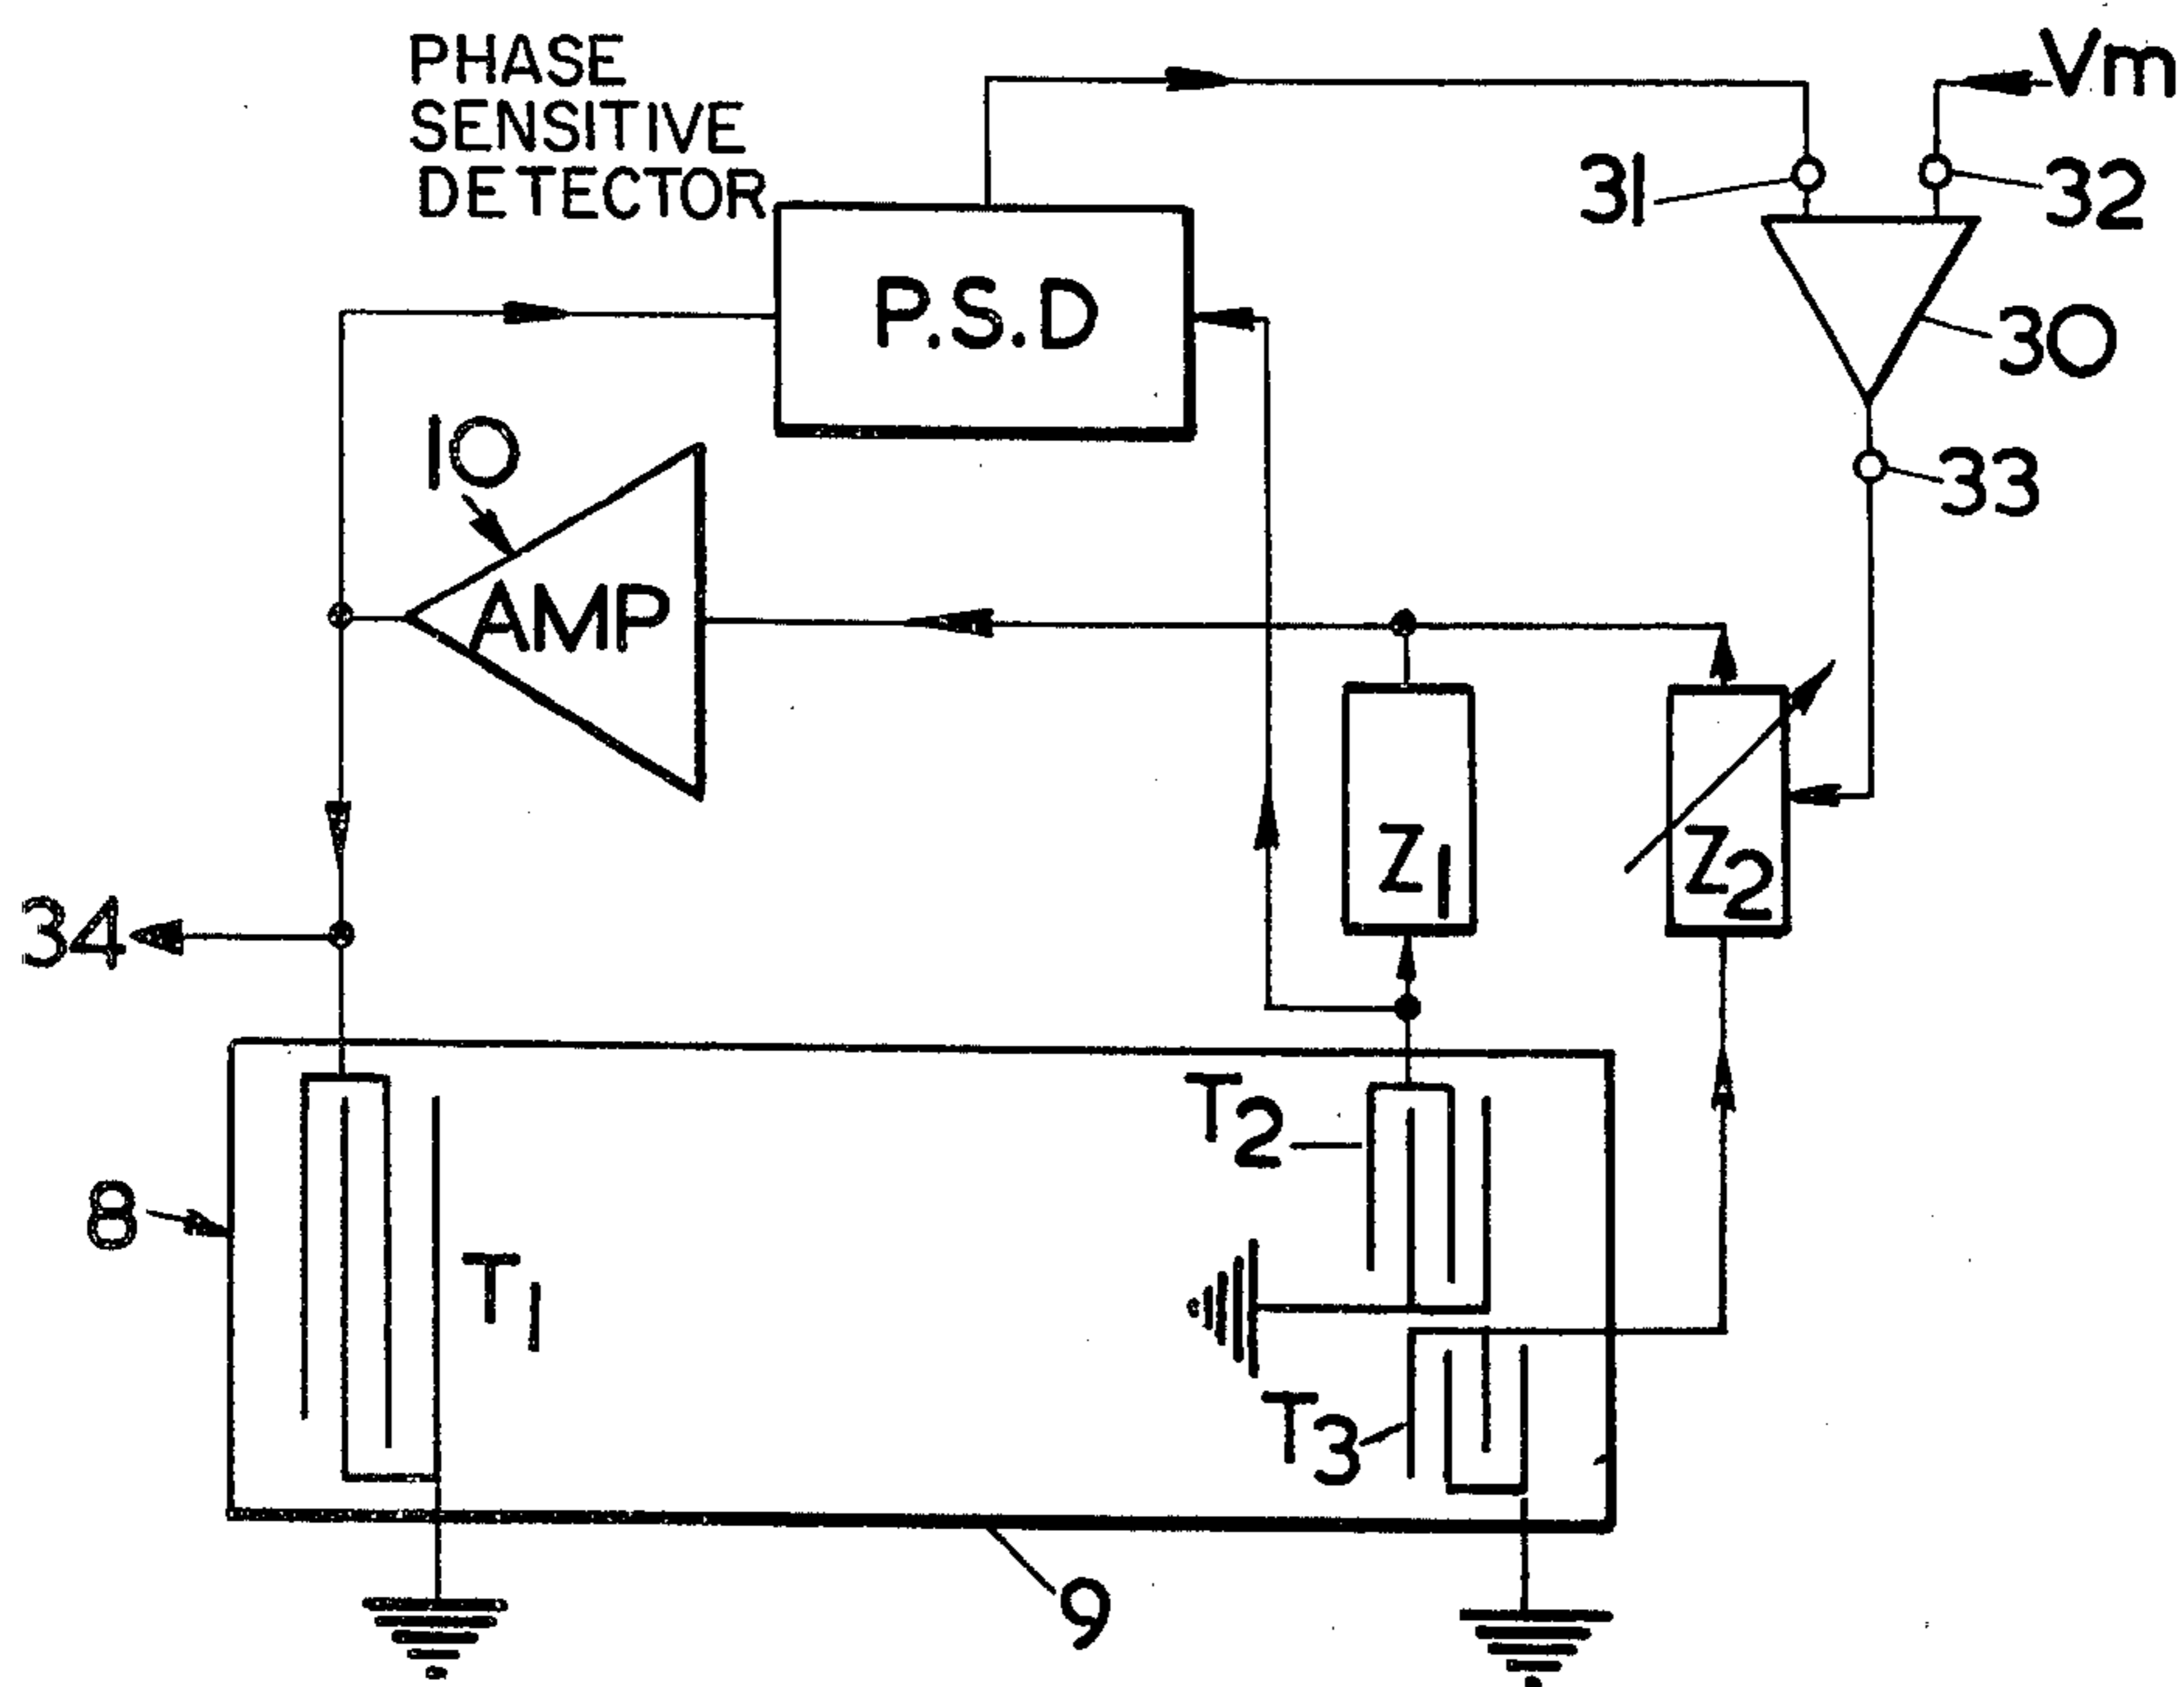 PHASE
SENSITIVE
DETECTOR
Vm
31
32
P.S.D
30
10
33
AMP
Z1
Z2
34
T2
8
T1
T3
9